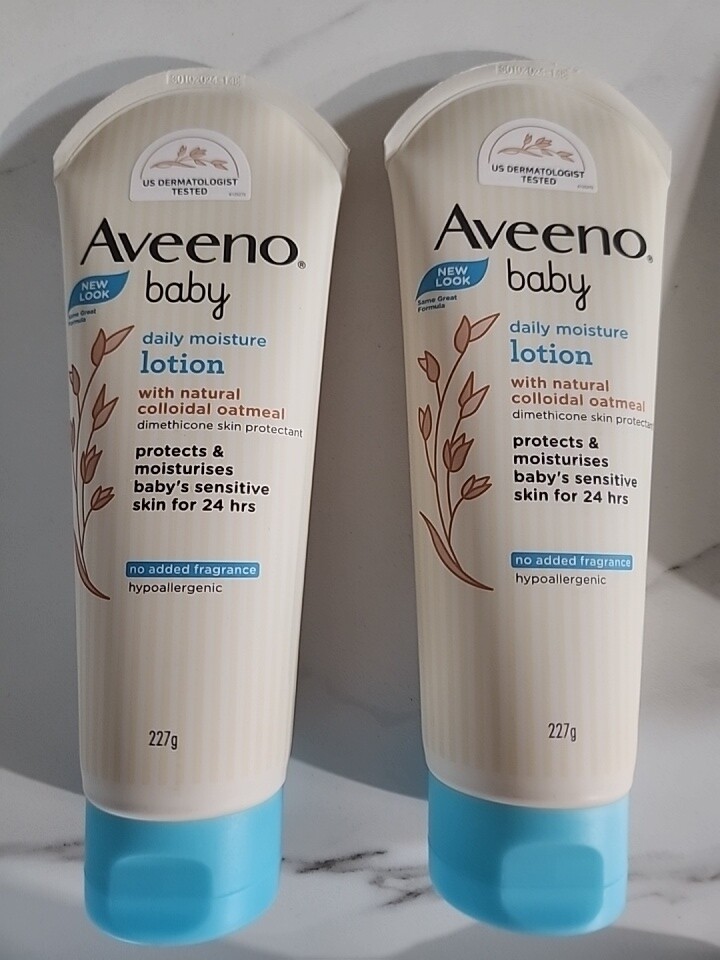 US DERMATOLOGIST
TESTED
Aveeno®
baby
NEW
LOOK
Same Great
Formula
daily moisture
lotion
with natural
colloidal oatmeal
dimethicone skin protectant
protects &
moisturises
baby's sensitive
skin for 24 hrs
no added fragrance
hypoallergenic
227g
US DERMATOLOGIST
TESTED
Aveeno®
baby
NEW
LOOK
Same Great
Formula
daily moisture
lotion
with natural
colloidal oatmeal
dimethicone skin protectant
protects &
moisturises
baby's sensitive
skin for 24 hrs
no added fragrance
hypoallergenic
227g